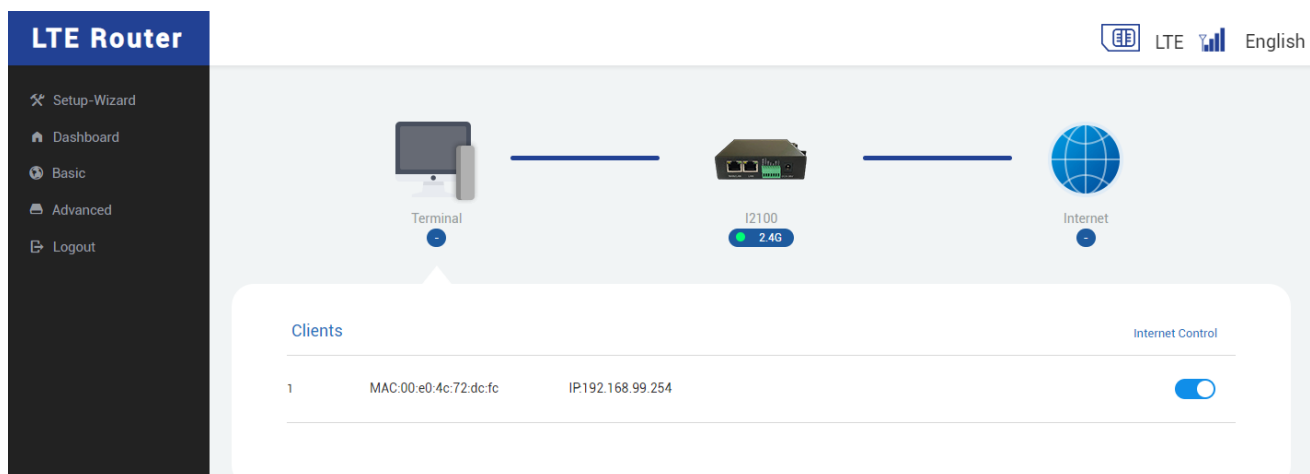 LTE Router
LTE English
Setup-Wizard
Dashboard
Basic
Advanced
Logout
Terminal
-
I2100
2.4G
Internet
-
Clients
Internet Control
1 MAC:00:e0:4c:72:dc:fc IP:192.168.99.254